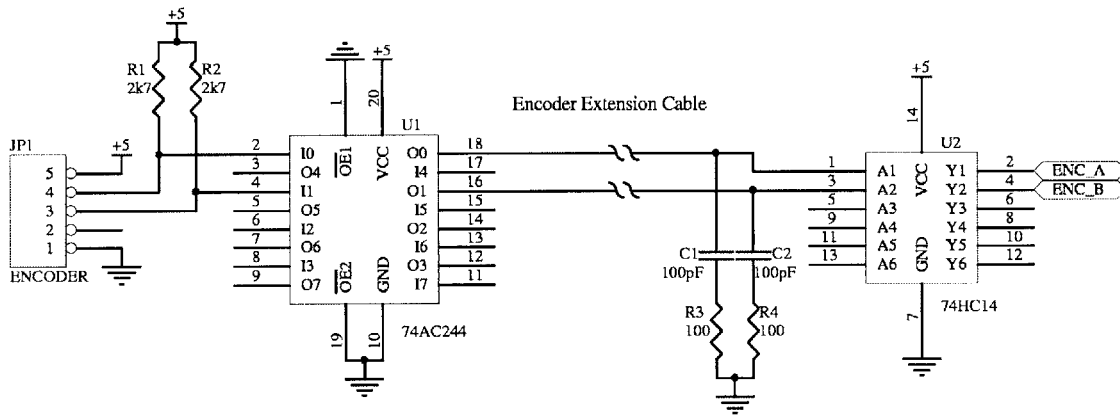 +5
R1
2k7
R2
2k7
JP1
+5
5
4
3
2
1
ENCODER
+5
1
20
U1
2 I0
3 O4
4 I1
5 O5
6 I2
7 O6
8 I3
9 O7
OE1
VCC
OE2
GND
O0 18
I4 17
O1 16
I5 15
O2 14
I6 13
O3 12
I7 11
19
10
74AC244
Encoder Extension Cable
C1
100pF
C2
100pF
R3
100
R4
100
+5
14
U2
1 A1
3 A2
5 A3
9 A4
11 A5
13 A6
VCC
GND
Y1 2
Y2 4
Y3 6
Y4 8
Y5 10
Y6 12
ENC_A
ENC_B
7
74HC14